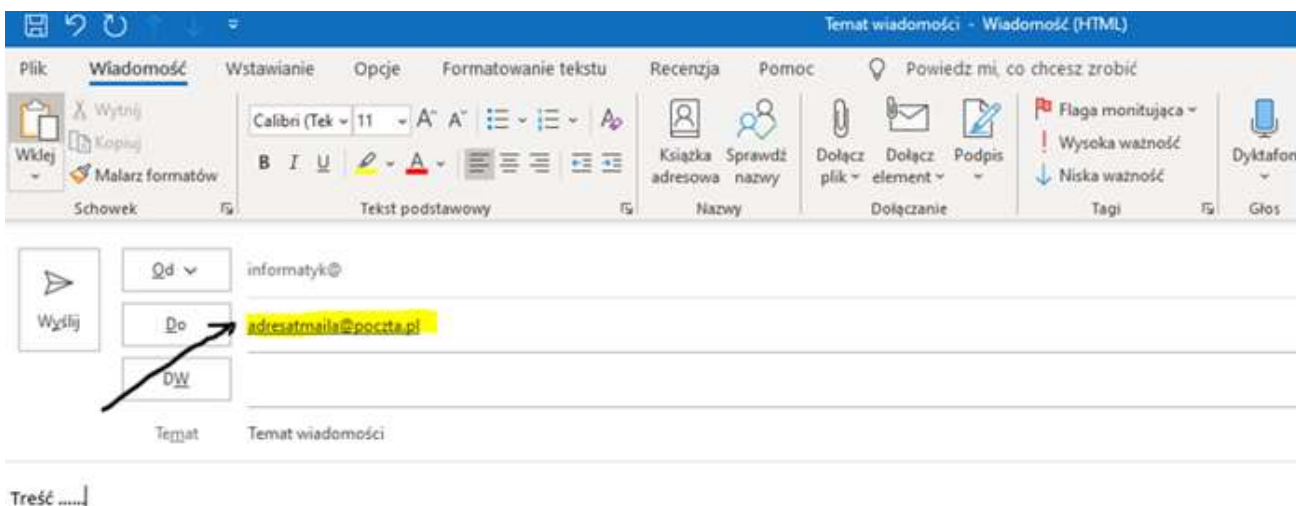 Temat wiadomości - Wiadomość (HTML)
Plik Wiadomość Wstawianie Opcje Formatowanie tekstu Recenzja Pomoc Powiedz mi, co chcesz zrobić
Wklej
Wytnij
Kopiuj
Malarz formatów
Schowek
Calibri (Tek 11
B I U
Tekst podstawowy
Książka adresowa
Sprawdź nazwy
Nazwy
Dołącz plik
Dołącz element
Podpis
Dołączanie
Flaga monitująca
Wysoka ważność
Niska ważność
Tagi
Dyktafon
Głos
Wyślij
Od informatyk@
Do adresatmaila@poczta.pl
DW
Temat Temat wiadomości
Treść ......